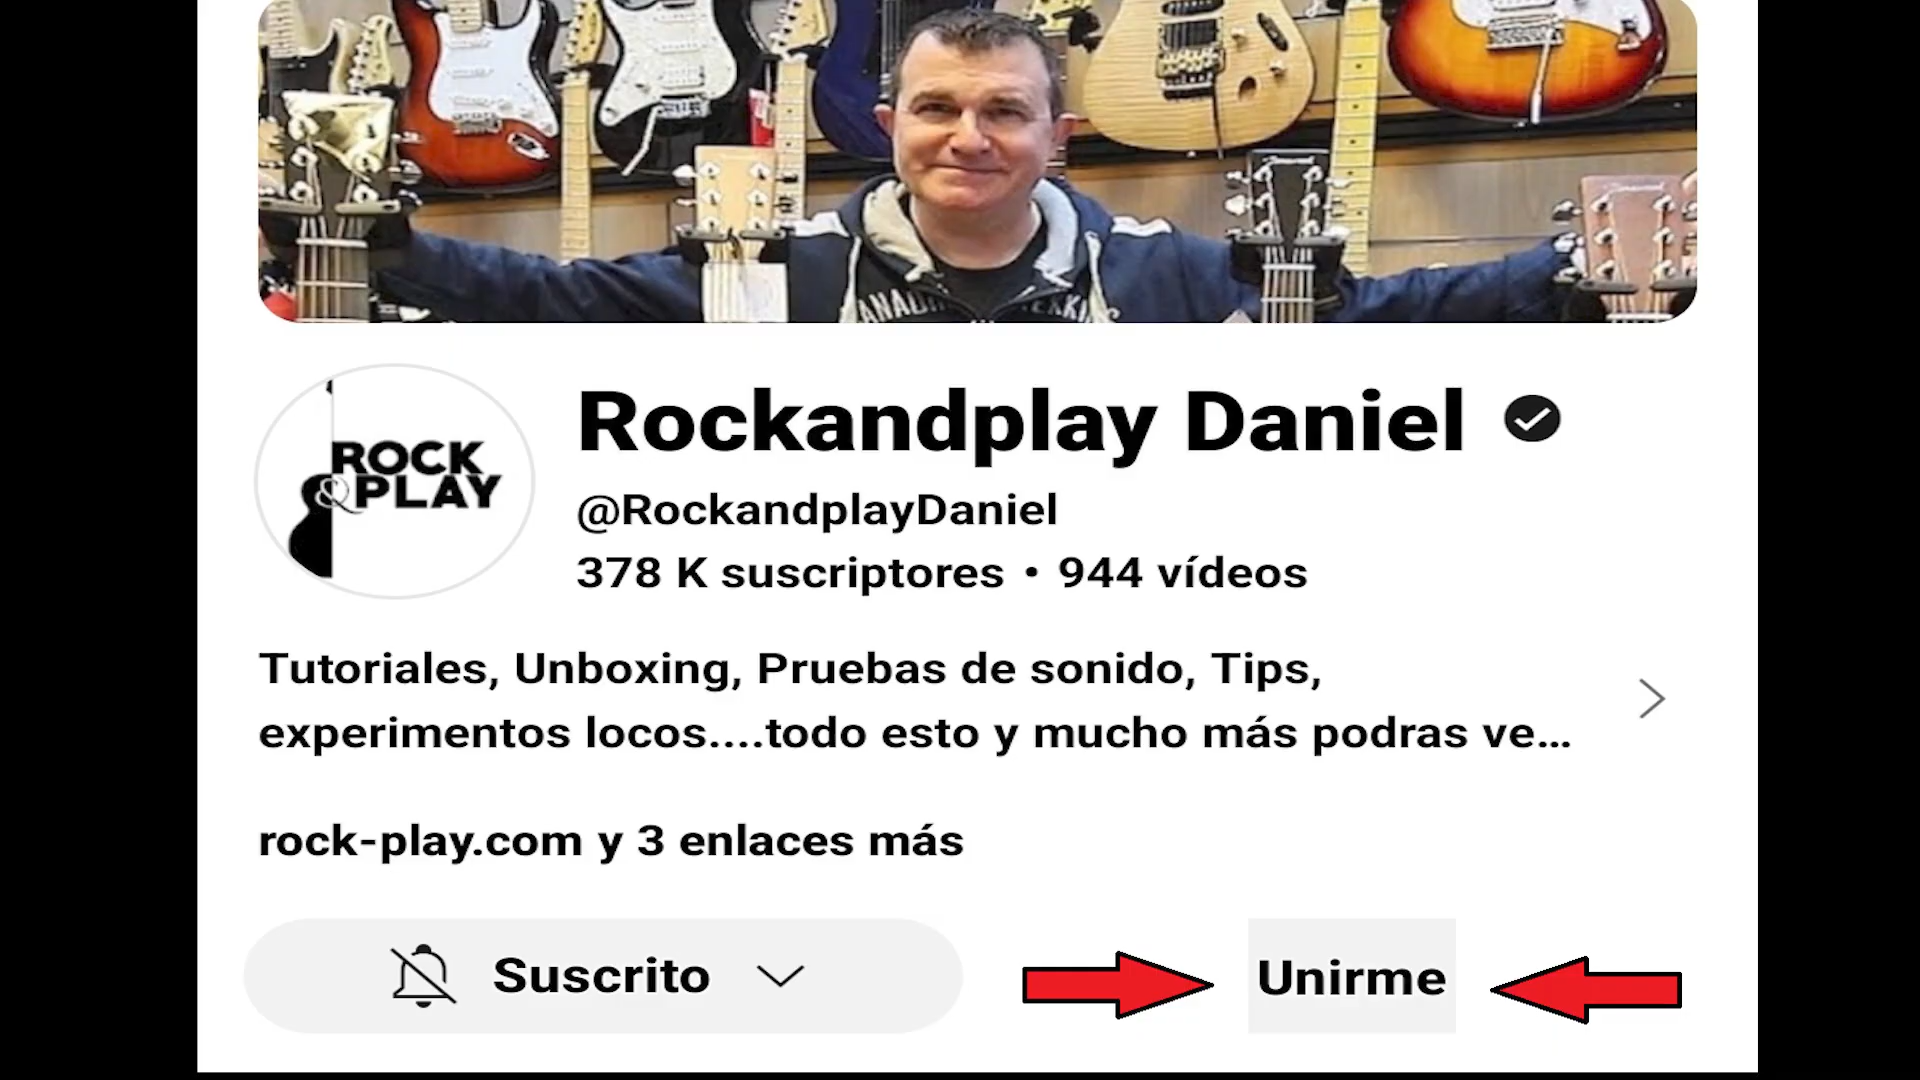 ROCK
&PLAY
Rockandplay Daniel
@RockandplayDaniel
378 K suscriptores • 944 vídeos
Tutoriales, Unboxing, Pruebas de sonido, Tips,
experimentos locos....todo esto y mucho más podras ve...
rock-play.com y 3 enlaces más
Suscrito
Unirme